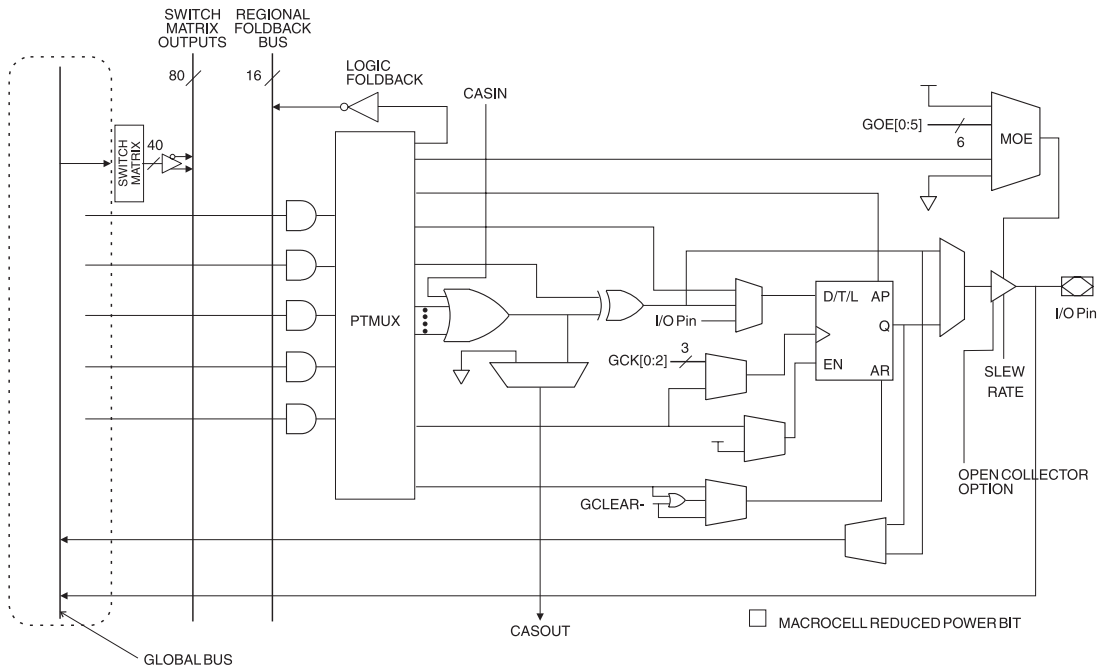 SWITCH
MATRIX
OUTPUTS
REGIONAL
FOLDBACK
BUS
80
16
LOGIC
FOLDBACK
CASIN
SWITCH
MATRIX
40
GOE[0:5]
6
MOE
PTMUX
D/T/L AP
Q
EN
AR
I/O Pin
GCK[0:2]
3
I/O Pin
SLEW
RATE
OPEN COLLECTOR
OPTION
GCLEAR-
CASOUT
MACROCELL REDUCED POWER BIT
GLOBAL BUS